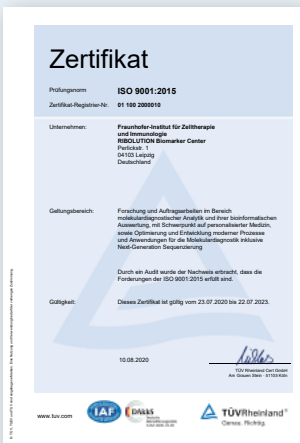 Zertifikat
Prüfungsnorm ISO 9001:2015
Zertifikat-Registrier-Nr. 01 100 2000010
Unternehmen: Fraunhofer-Institut für Zelltherapie
und Immunologie
RIBOLUTION Biomarker Center
Perlickstr. 1
04103 Leipzig
Deutschland
Geltungsbereich: Forschung und Auftragsarbeiten im Bereich
molekulardiagnostischer Analytik und ihrer bioinformatischen
Auswertung, mit Schwerpunkt auf personalisierter Medizin,
sowie Optimierung und Entwicklung moderner Prozesse
und Anwendungen für die Molekulardiagnostik inklusive
Next-Generation Sequenzierung
Durch ein Audit wurde der Nachweis erbracht, dass die
Forderungen der ISO 9001:2015 erfüllt sind.
Gültigkeit: Dieses Zertifikat ist gültig vom 23.07.2020 bis 22.07.2023.
10.08.2020
TÜV Rheinland Cert GmbH
Am Grauen Stein · 51105 Köln
www.tuv.com
IAF
DAkkS
Deutsche
Akkreditierungsstelle
TÜVRheinland®
Genau. Richtig.